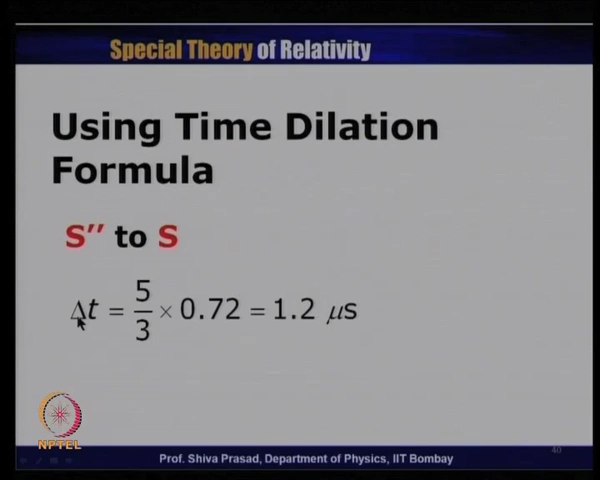 Special Theory of Relativity
Using Time Dilation
Formula
S′′ to S
Δt = 5/3 × 0.72 = 1.2 μs
NPTEL
40
Prof. Shiva Prasad, Department of Physics, IIT Bombay